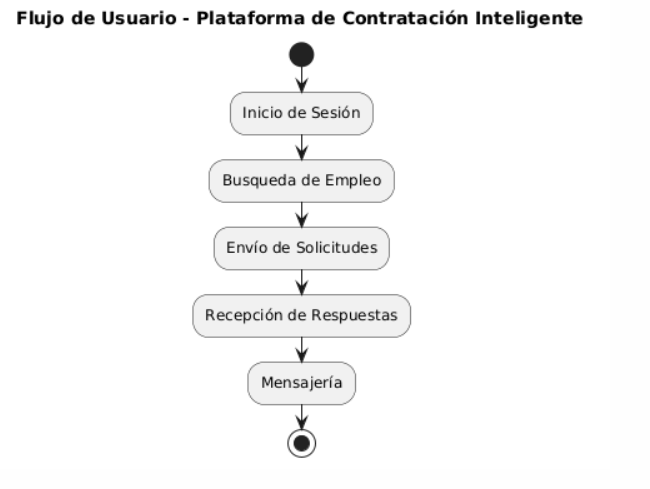 Flujo de Usuario - Plataforma de Contratación Inteligente
Inicio de Sesión
Busqueda de Empleo
Envío de Solicitudes
Recepción de Respuestas
Mensajería